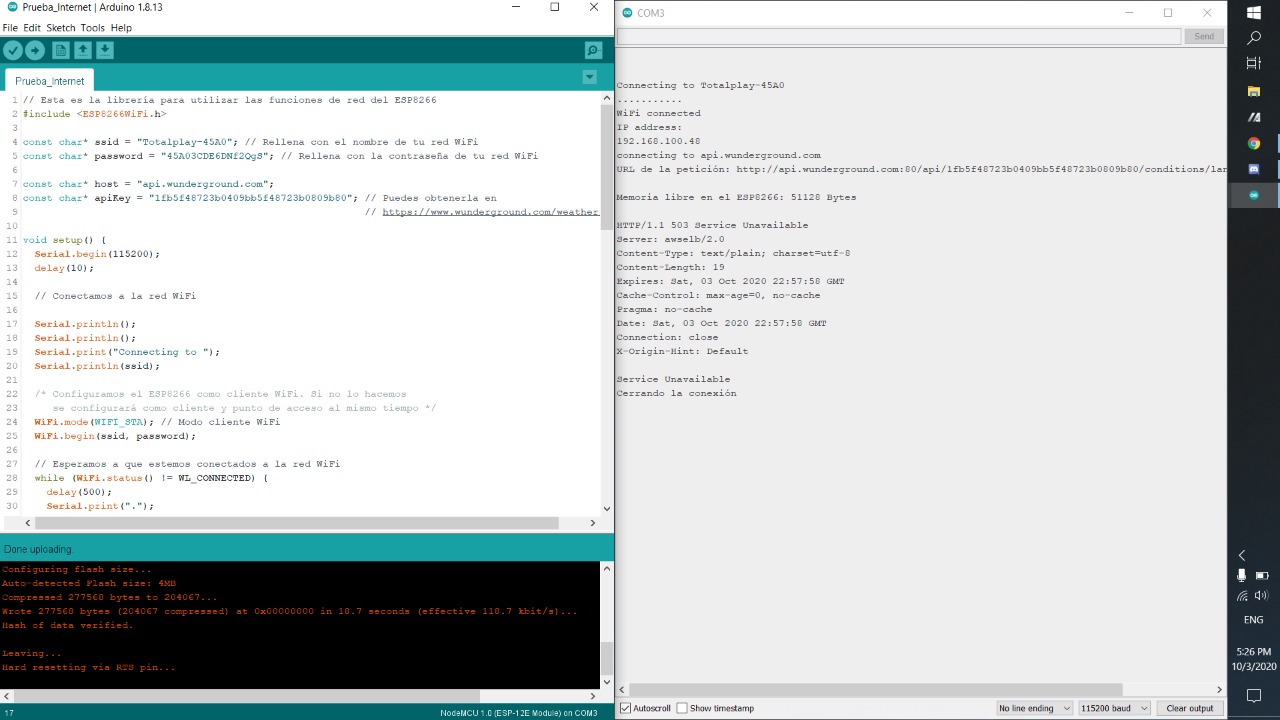 Prueba_Internet | Arduino 1.8.13
File Edit Sketch Tools Help
Prueba_Internet
1 // Esta es la librería para utilizar las funciones de red del ESP8266
2 #include <ESP8266WiFi.h>
3
4 const char* ssid = "Totalplay-45A0"; // Rellena con el nombre de tu red WiFi
5 const char* password = "45A03CDE6DNf2QgS"; // Rellena con la contraseña de tu red WiFi
6
7 const char* host = "api.wunderground.com";
8 const char* apiKey = "1fb5f48723b0409bb5f48723b0809b80"; // Puedes obtenerla en
9 // https://www.wunderground.com/weather
10
11 void setup() {
12 Serial.begin(115200);
13 delay(10);
14
15 // Conectamos a la red WiFi
16
17 Serial.println();
18 Serial.println();
19 Serial.print("Connecting to ");
20 Serial.println(ssid);
21
22 /* Configuramos el ESP8266 como cliente WiFi. Si no lo hacemos
23 se configurará como cliente y punto de acceso al mismo tiempo */
24 WiFi.mode(WIFI_STA); // Modo cliente WiFi
25 WiFi.begin(ssid, password);
26
27 // Esperamos a que estemos conectados a la red WiFi
28 while (WiFi.status() != WL_CONNECTED) {
29 delay(500);
30 Serial.print(".");
Done uploading.
Configuring flash size...
Auto-detected Flash size: 4MB
Compressed 277568 bytes to 204067...
Wrote 277568 bytes (204067 compressed) at 0x00000000 in 18.7 seconds (effective 118.7 kbit/s)...
Hash of data verified.
Leaving...
Hard resetting via RTS pin...
17
NodeMCU 1.0 (ESP-12E Module) on COM3
COM3
Send
Connecting to Totalplay-45A0
...........
WiFi connected
IP address:
192.168.100.48
connecting to api.wunderground.com
URL de la petición: http://api.wunderground.com:80/api/1fb5f48723b0409bb5f48723b0809b80/conditions/lan
Memoria libre en el ESP8266: 51128 Bytes
HTTP/1.1 503 Service Unavailable
Server: awselb/2.0
Content-Type: text/plain; charset=utf-8
Content-Length: 19
Expires: Sat, 03 Oct 2020 22:57:58 GMT
Cache-Control: max-age=0, no-cache
Pragma: no-cache
Date: Sat, 03 Oct 2020 22:57:58 GMT
Connection: close
X-Origin-Hint: Default
Service Unavailable
Cerrando la conexión
Autoscroll
Show timestamp
No line ending
115200 baud
Clear output
ENG
5:26 PM
10/3/2020